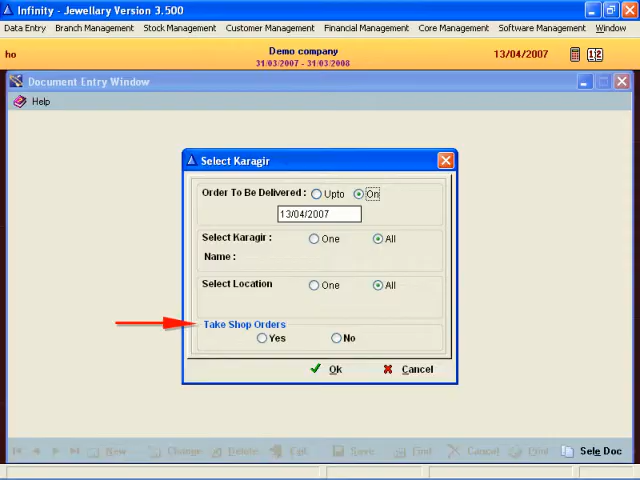 Infinity - Jewellary Version 3.500
Data Entry Branch Management Stock Management Customer Management Financial Management Core Management Software Management Window
ho
Demo company
13/04/2007
12
31/03/2007 - 31/03/2008
Document Entry Window
Help
Select Karagir
Order To Be Delivered : Upto On
13/04/2007
Select Karagir : One All
Name :
Select Location One All
Take Shop Orders
Yes No
Ok Cancel
New Change Delete Exit Save Find Cancel Print Sele Doc